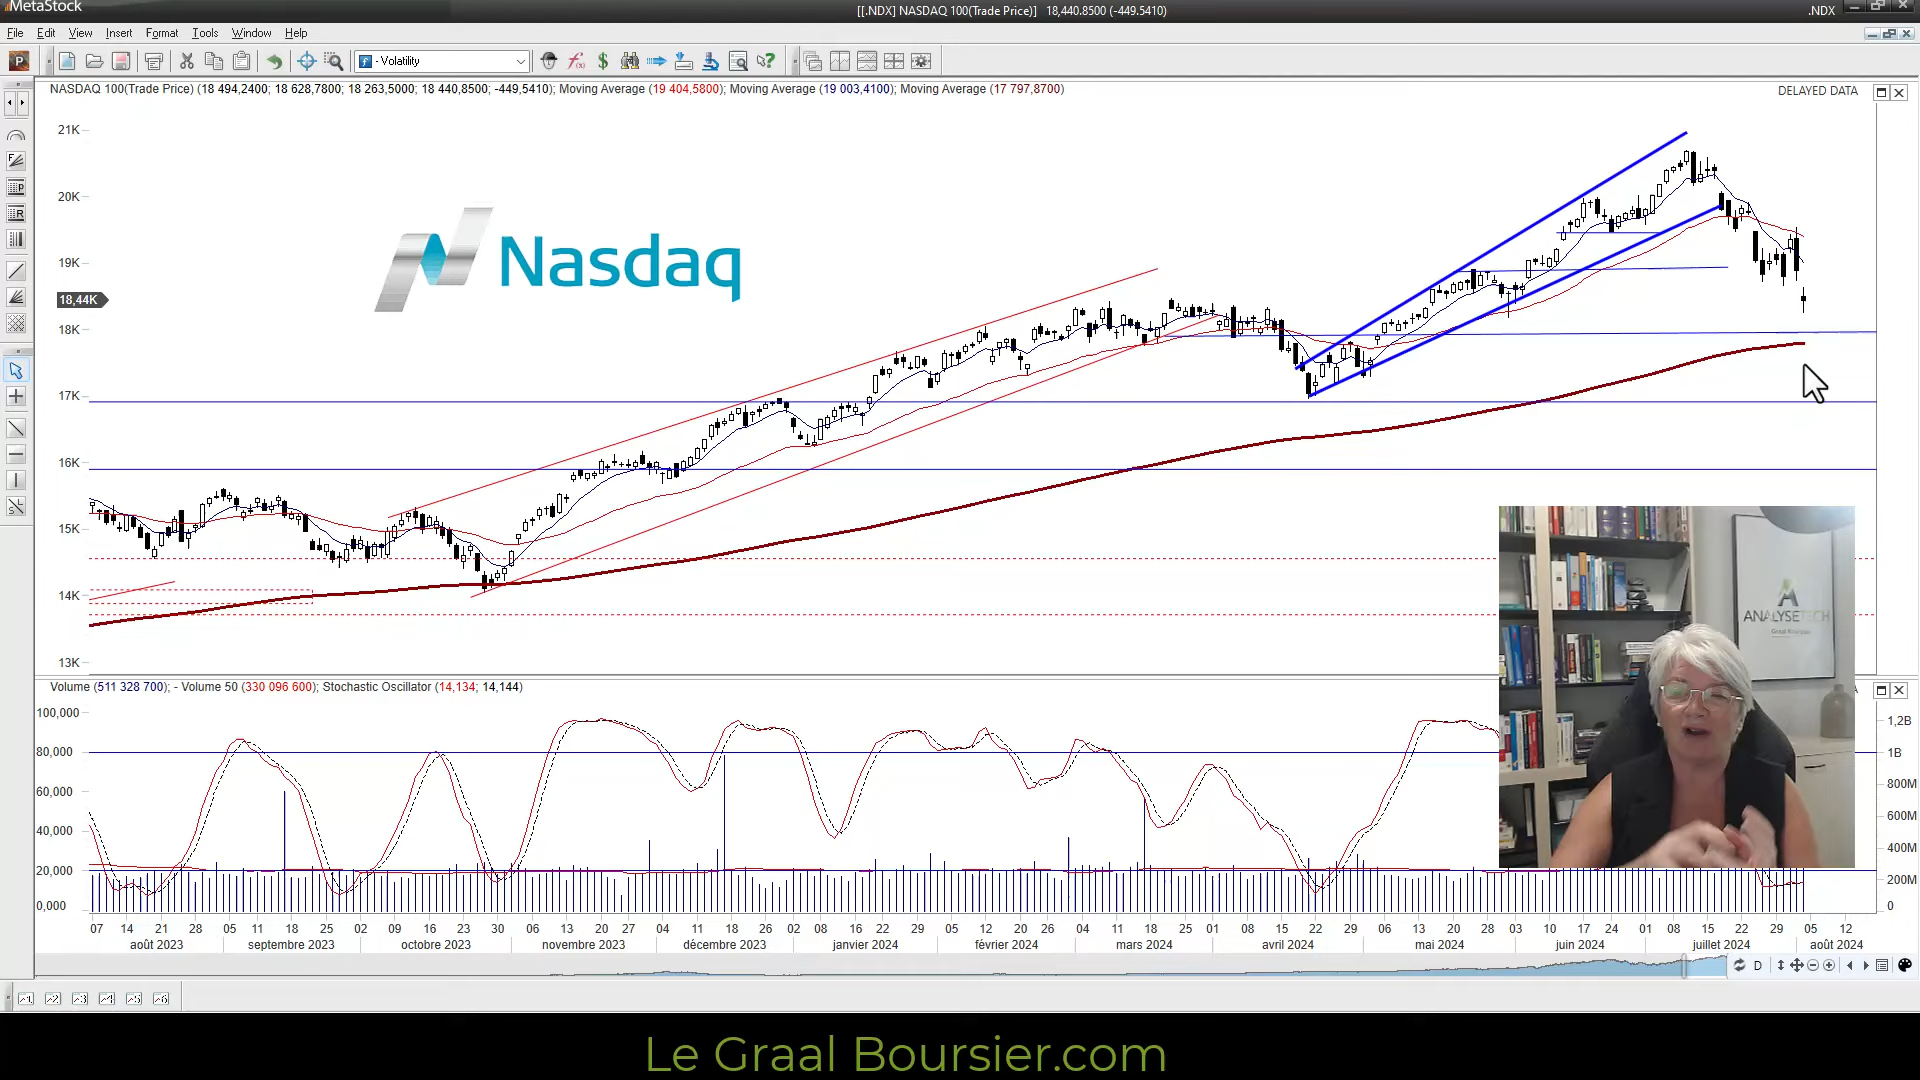 MetaStock
[[.NDX] NASDAQ 100(Trade Price)] 18,440.8500 (-449.5410)
.NDX
File Edit View Insert Format Tools Window Help
P
- Volatility
NASDAQ 100(Trade Price) (18 494,2400; 18 628,7800; 18 263,5000; 18 440,8500; -449,5410); Moving Average (19 404,5800); Moving Average (19 003,4100); Moving Average (17 797,8700)
DELAYED DATA
21K
20K
19K
18,44K
18K
17K
16K
15K
14K
13K
Nasdaq
ANALYSETECH
Graal Boursier
Volume (511 328 700); - Volume 50 (330 096 600); Stochastic Oscillator (14,134; 14,144)
100,000
80,000
60,000
40,000
20,000
0,000
1,2B
1B
800M
600M
400M
200M
0
07 14 21 28 05 11 18 25 02 09 16 23 30 06 13 20 27 04 11 18 26 02 08 16 22 29 05 12 20 26 04 11 18 25 01 08 15 22 29 06 13 20 28 03 10 17 24 01 08 15 22 29 05 12
août 2023 septembre 2023 octobre 2023 novembre 2023 décembre 2023 janvier 2024 février 2024 mars 2024 avril 2024 mai 2024 juin 2024 juillet 2024 août 2024
D
1 2 3 4 5 6
Le Graal Boursier.com